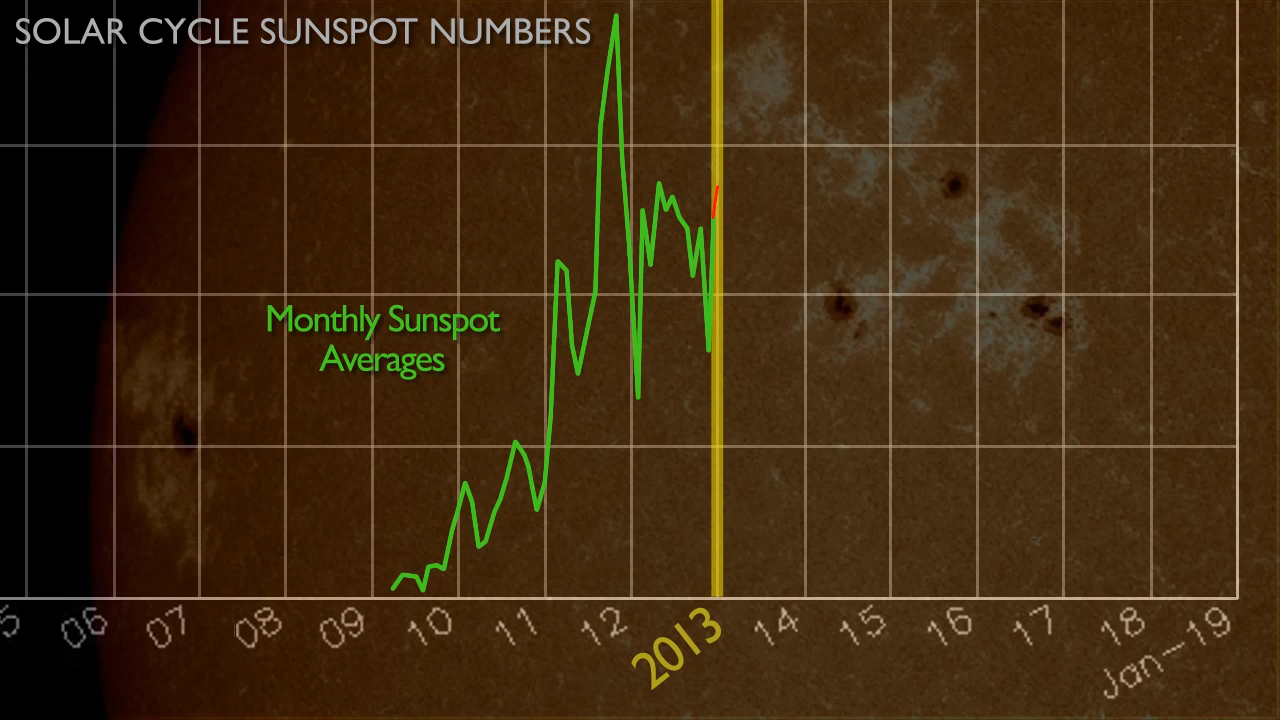 SOLAR CYCLE SUNSPOT NUMBERS
Monthly Sunspot
Averages
5 06 07 08 09 10 11 12 2013 14 15 16 17 18 Jan-19